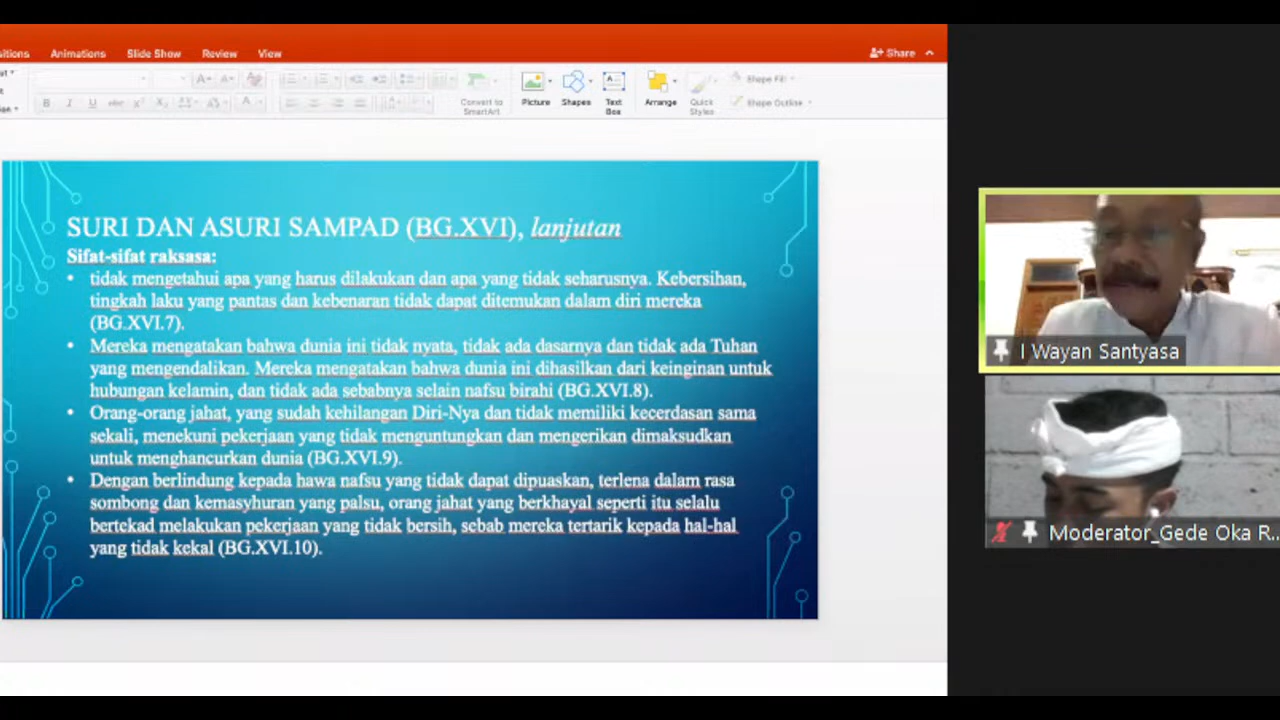 Animations Slide Show Review View Share
Convert to SmartArt Picture Shapes Text Box Arrange Quick Styles Shape Fill Shape Outline
SURI DAN ASURI SAMPAD (BG.XVI), lanjutan
Sifat-sifat raksasa:
• tidak mengetahui apa yang harus dilakukan dan apa yang tidak seharusnya. Kebersihan,
tingkah laku yang pantas dan kebenaran tidak dapat ditemukan dalam diri mereka
(BG.XVI.7).
• Mereka mengatakan bahwa dunia ini tidak nyata, tidak ada dasarnya dan tidak ada Tuhan
yang mengendalikan. Mereka mengatakan bahwa dunia ini dihasilkan dari keinginan untuk
hubungan kelamin, dan tidak ada sebabnya selain nafsu birahi (BG.XVI.8).
• Orang-orang jahat, yang sudah kehilangan Diri-Nya dan tidak memiliki kecerdasan sama
sekali, menekuni pekerjaan yang tidak menguntungkan dan mengerikan dimaksudkan
untuk menghancurkan dunia (BG.XVI.9).
• Dengan berlindung kepada hawa nafsu yang tidak dapat dipuaskan, terlena dalam rasa
sombong dan kemasyhuran yang palsu, orang jahat yang berkhayal seperti itu selalu
bertekad melakukan pekerjaan yang tidak bersih, sebab mereka tertarik kepada hal-hal
yang tidak kekal (BG.XVI.10).
I Wayan Santyasa
Moderator_Gede Oka R...